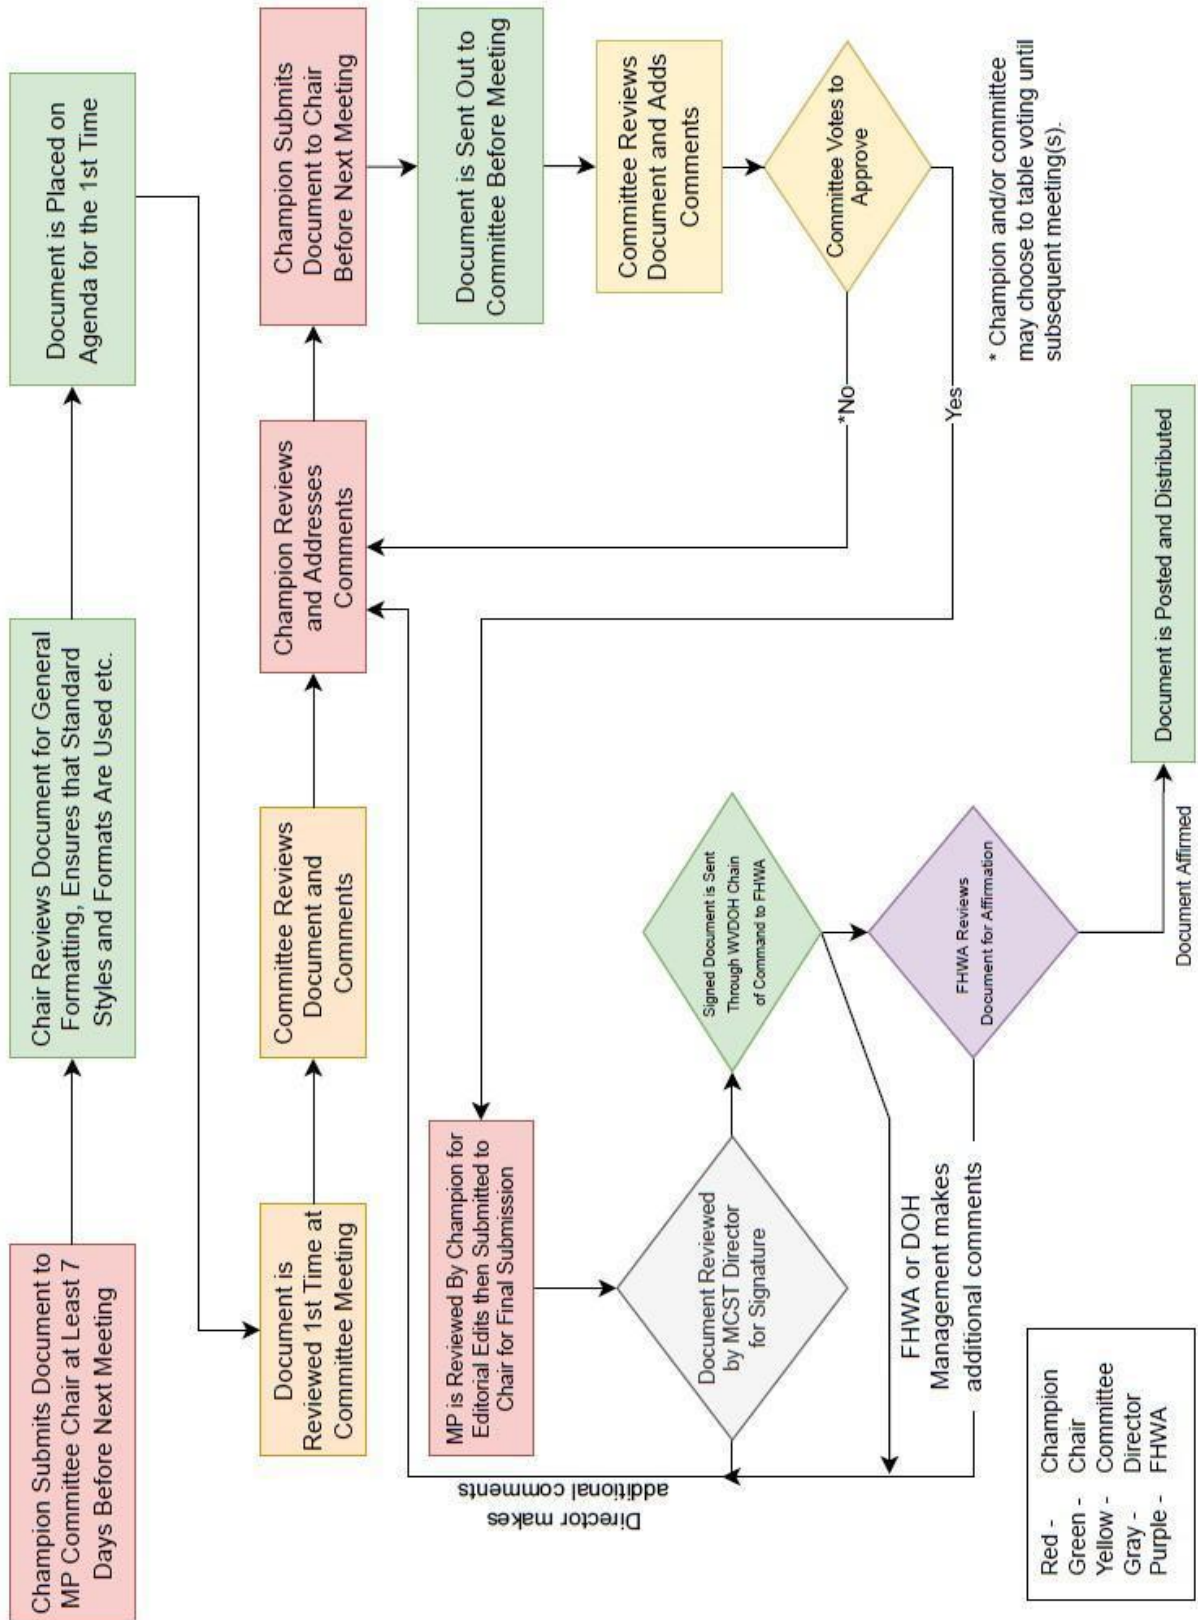 Champion Submits Document to
MP Committee Chair at Least 7
Days Before Next Meeting
Chair Reviews Document for General
Formatting, Ensures that Standard
Styles and Formats Are Used etc.
Document is Placed on
Agenda for the 1st Time
Document is
Reviewed 1st Time at
Committee Meeting
Committee Reviews
Document and
Comments
Champion Reviews
and Addresses
Comments
Champion Submits
Document to Chair
Before Next Meeting
Document is Sent Out to
Committee Before Meeting
Committee Reviews
Document and Adds
Comments
Committee Votes to
Approve
*No
Yes
* Champion and/or committee
may choose to table voting until
subsequent meeting(s).
MP is Reviewed By Champion for
Editorial Edits then Submitted to
Chair for Final Submission
Document Reviewed
by MCST Director
for Signature
Director makes
additional comments
Signed Document is Sent
Through WVDOH Chain
of Command to FHWA
FHWA or DOH
Management makes
additional comments
FHWA Reviews
Document for Affirmation
Document Affirmed
Document is Posted and Distributed
Red - Champion
Green - Chair
Yellow - Committee
Gray - Director
Purple - FHWA